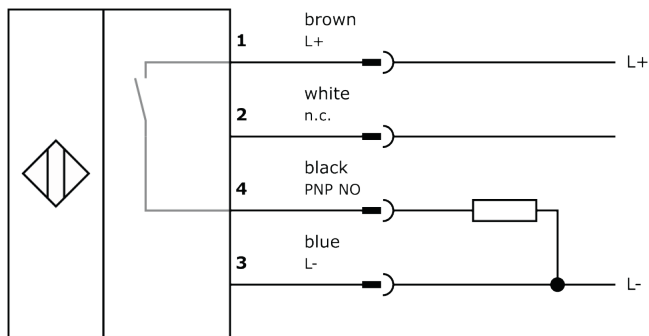 brown
1 L+ L+
white
2 n.c.
black
4 PNP NO
blue
3 L- L-